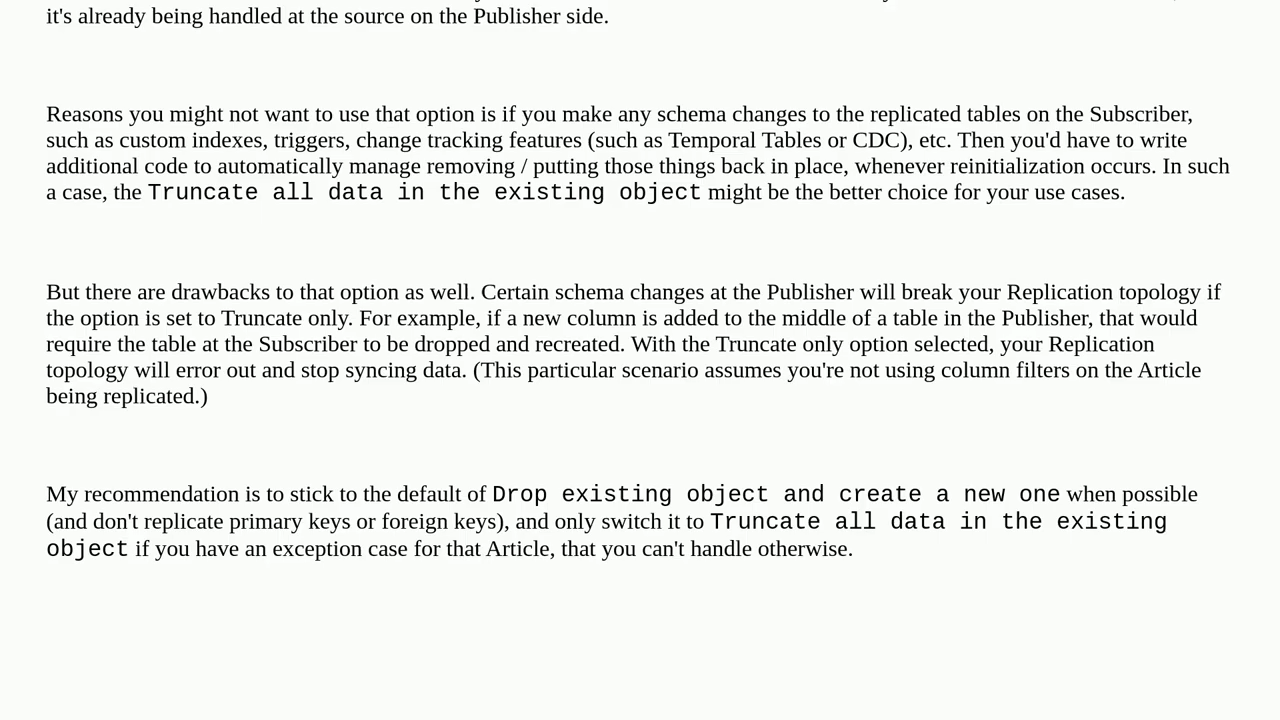 it's already being handled at the source on the Publisher side.
Reasons you might not want to use that option is if you make any schema changes to the replicated tables on the Subscriber,
such as custom indexes, triggers, change tracking features (such as Temporal Tables or CDC), etc. Then you'd have to write
additional code to automatically manage removing / putting those things back in place, whenever reinitialization occurs. In such
a case, the Truncate all data in the existing object might be the better choice for your use cases.
But there are drawbacks to that option as well. Certain schema changes at the Publisher will break your Replication topology if
the option is set to Truncate only. For example, if a new column is added to the middle of a table in the Publisher, that would
require the table at the Subscriber to be dropped and recreated. With the Truncate only option selected, your Replication
topology will error out and stop syncing data. (This particular scenario assumes you're not using column filters on the Article
being replicated.)
My recommendation is to stick to the default of Drop existing object and create a new one when possible
(and don't replicate primary keys or foreign keys), and only switch it to Truncate all data in the existing
object if you have an exception case for that Article, that you can't handle otherwise.